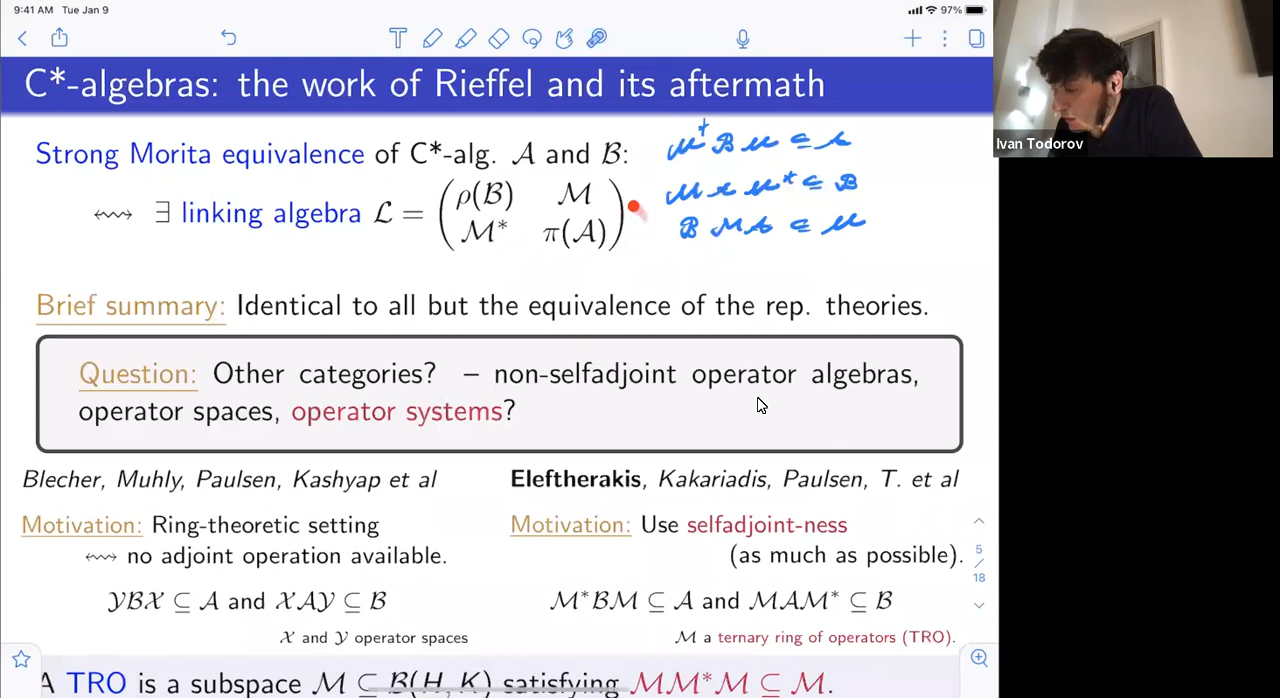 9:41 AM Tue Jan 9
97%
C*-algebras: the work of Rieffel and its aftermath
Strong Morita equivalence of C*-alg. 𝒜 and ℬ:
ℳ* ℬ ℳ ⊆ 𝒜
⇝ ∃ linking algebra ℒ = ( ρ(ℬ) ℳ
ℳ* π(𝒜) )
ℳ 𝒜 ℳ* ⊆ ℬ
ℬ ℳ 𝒜 ⊆ ℳ
Ivan Todorov
Brief summary: Identical to all but the equivalence of the rep. theories.
Question: Other categories? – non-selfadjoint operator algebras,
operator spaces, operator systems?
Blecher, Muhly, Paulsen, Kashyap et al
Motivation: Ring-theoretic setting
↭ no adjoint operation available.
𝒴ℬ𝒳 ⊆ 𝒜 and 𝒳𝒜𝒴 ⊆ ℬ
𝒳 and 𝒴 operator spaces
Eleftherakis, Kakariadis, Paulsen, T. et al
Motivation: Use selfadjoint-ness
(as much as possible).
ℳ*ℬℳ ⊆ 𝒜 and ℳ𝒜ℳ* ⊆ ℬ
ℳ a ternary ring of operators (TRO).
5
/
18
A TRO is a subspace ℳ ⊆ ℬ(H, K) satisfying ℳℳ*ℳ ⊆ ℳ.